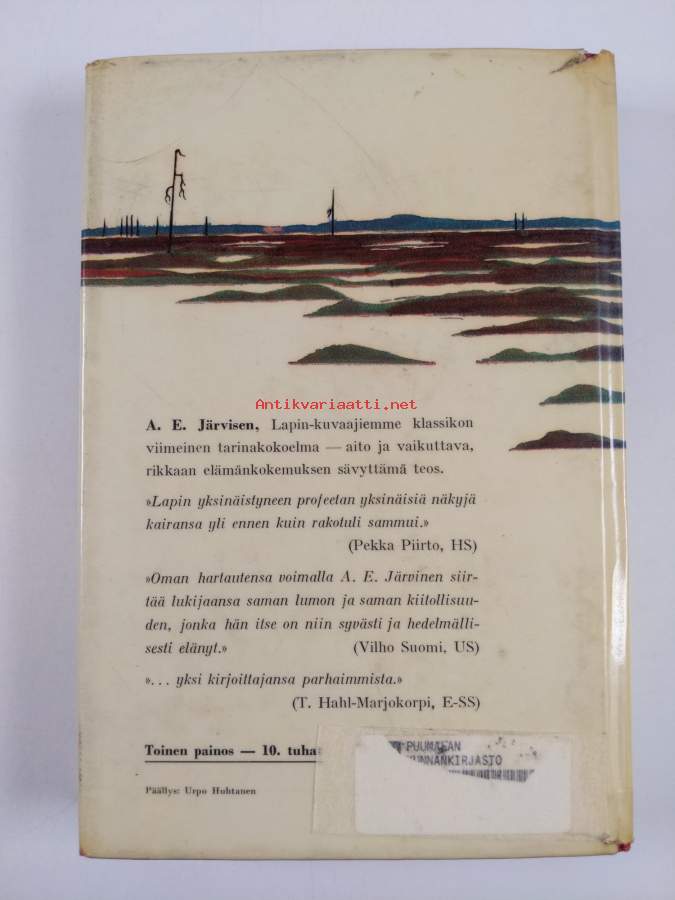 Antikvariaatti.net
A. E. Järvisen, Lapin-kuvaajiemme klassikon
viimeinen tarinakokoelma — aito ja vaikuttava,
rikkaan elämänkokemuksen sävyttämä teos.
»Lapin yksinäistyneen profeetan yksinäisiä näkyjä
kairansa yli ennen kuin rakotuli sammui.»
(Pekka Piirto, HS)
»Oman hartautensa voimalla A. E. Järvinen siir-
tää lukijaansa saman lumon ja saman kiitollisuu-
den, jonka hän itse on niin syvästi ja hedelmälli-
sesti elänyt.» (Vilho Suomi, US)
»... yksi kirjoittajansa parhaimmista.»
(T. Hahl-Marjokorpi, E-SS)
Toinen painos — 10.
PUUMALAN
KUNNANKIRJASTO
Päällys: Urpo Huhtanen